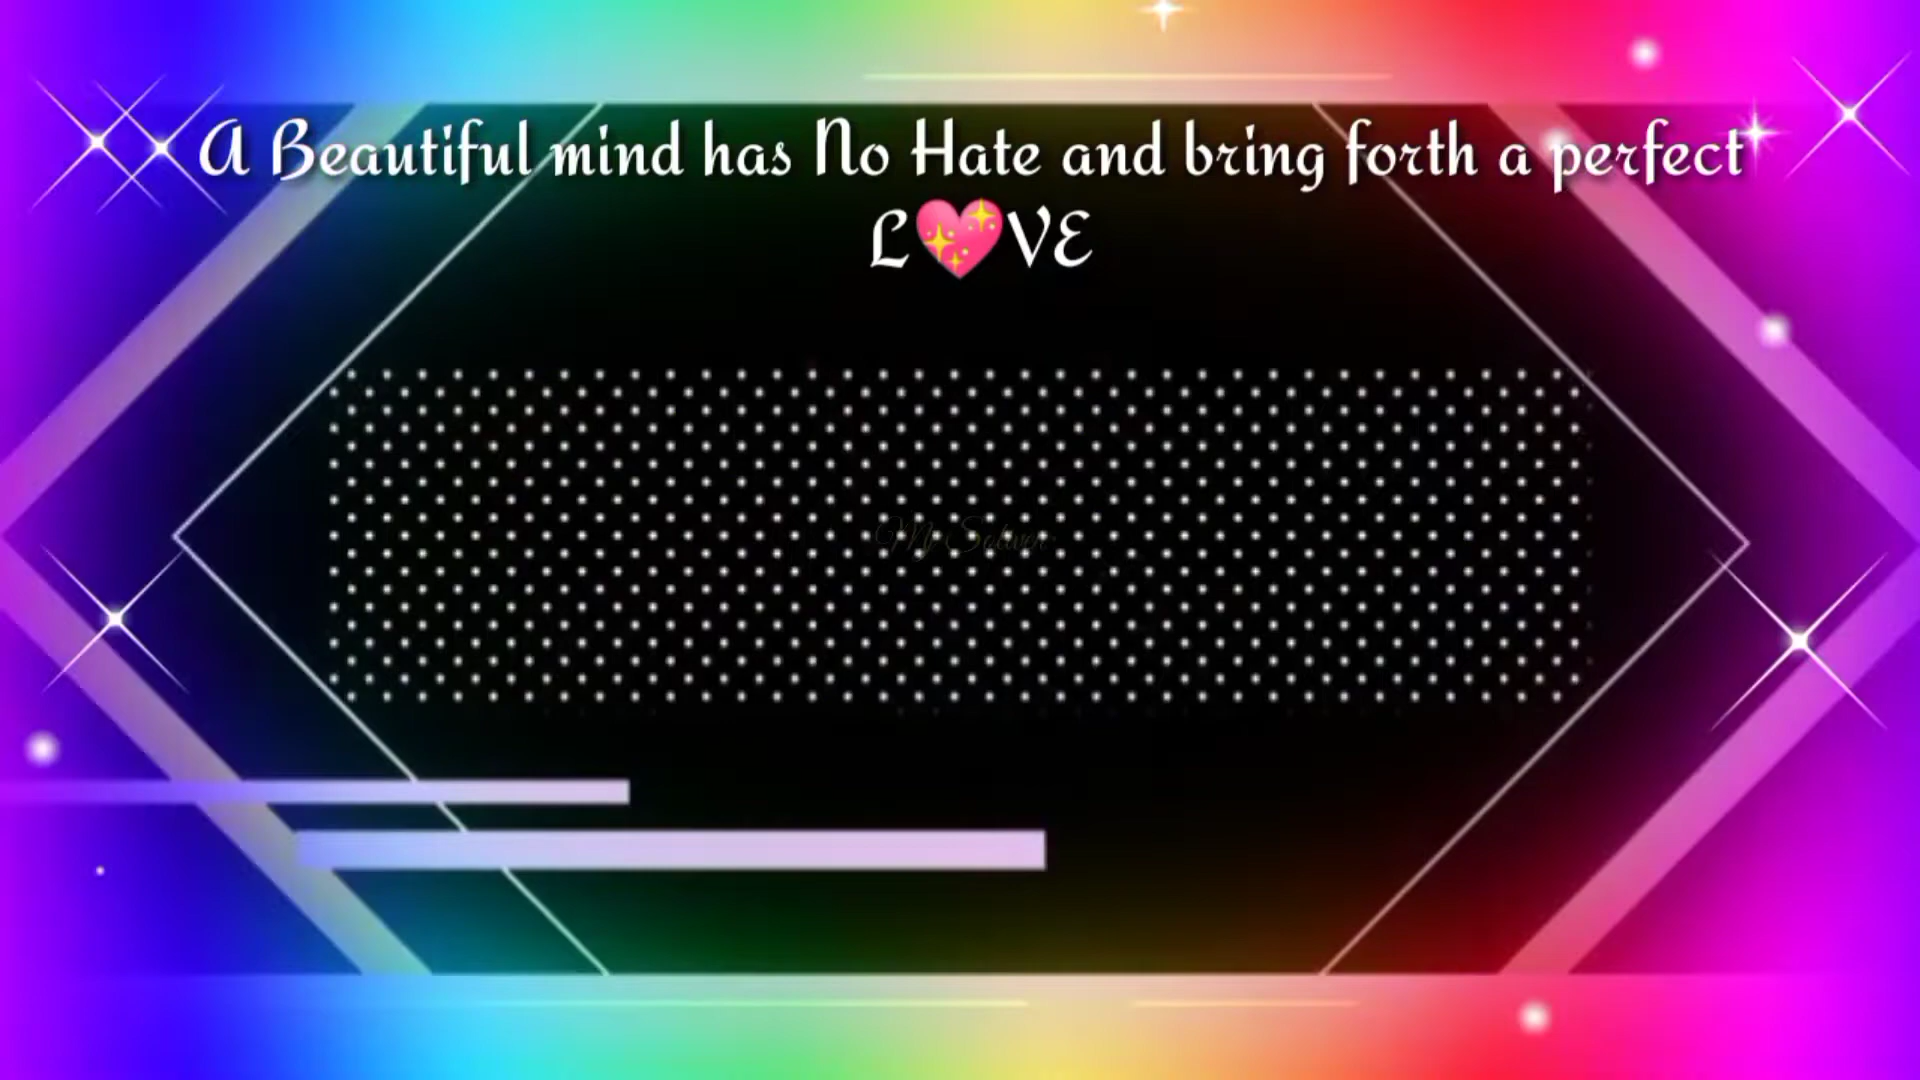 A Beautiful mind has No Hate and bring forth a perfect
L💖VE